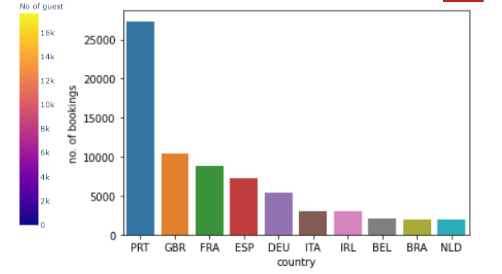 No of guest
16k
14k
12k
10k
8k
6k
4k
2k
0
no. of bookings
25000
20000
15000
10000
5000
0
PRT GBR FRA ESP DEU ITA IRL BEL BRA NLD
country